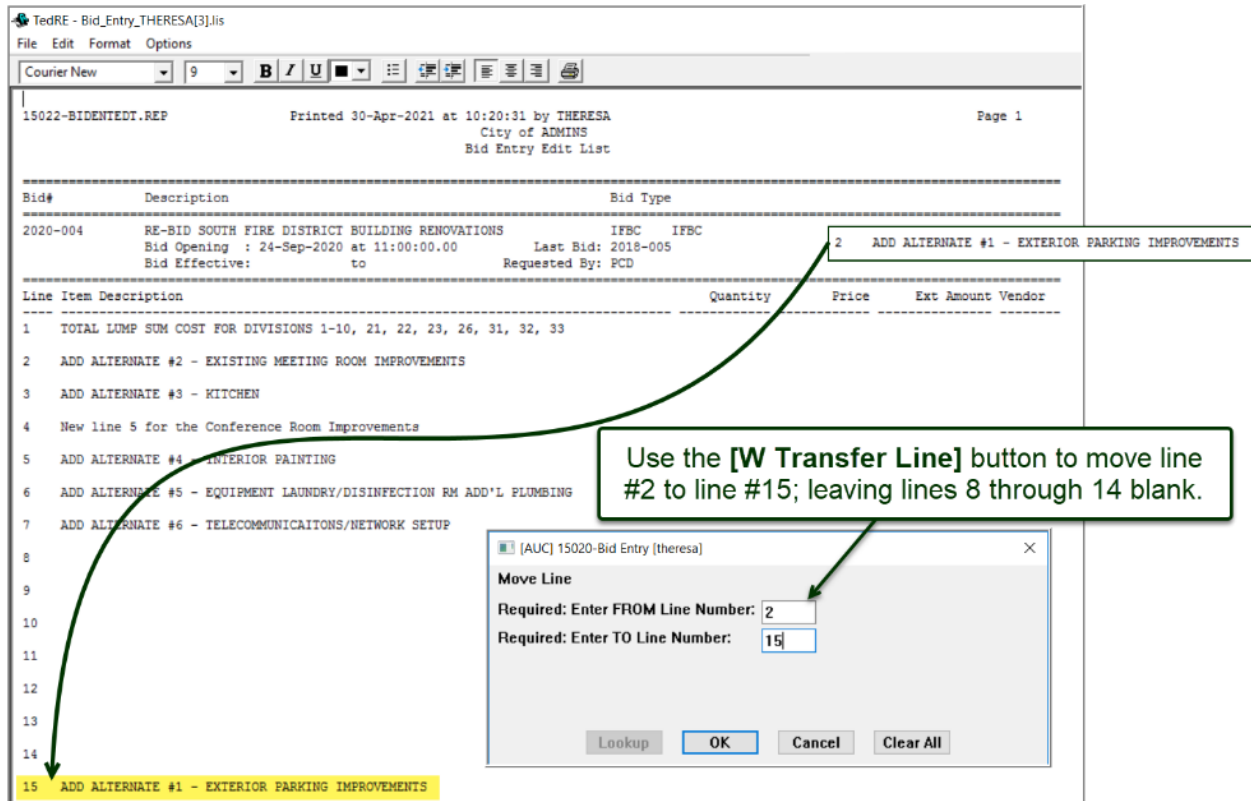 TedRE - Bid_Entry_THERESA[3].lis
File Edit Format Options
Courier New 9 B I U
15022-BIDENTEDT.REP Printed 30-Apr-2021 at 10:20:31 by THERESA Page 1
City of ADMINS
Bid Entry Edit List
Bid# Description Bid Type
2020-004 RE-BID SOUTH FIRE DISTRICT BUILDING RENOVATIONS IFBC IFBC
Bid Opening : 24-Sep-2020 at 11:00:00.00 Last Bid: 2018-005
Bid Effective: to Requested By: PCD
2 ADD ALTERNATE #1 - EXTERIOR PARKING IMPROVEMENTS
Line Item Description Quantity Price Ext Amount Vendor
1 TOTAL LUMP SUM COST FOR DIVISIONS 1-10, 21, 22, 23, 26, 31, 32, 33
2 ADD ALTERNATE #2 - EXISTING MEETING ROOM IMPROVEMENTS
3 ADD ALTERNATE #3 - KITCHEN
4 New line 5 for the Conference Room Improvements
5 ADD ALTERNATE #4 - INTERIOR PAINTING
6 ADD ALTERNATE #5 - EQUIPMENT LAUNDRY/DISINFECTION RM ADD'L PLUMBING
7 ADD ALTERNATE #6 - TELECOMMUNICAITONS/NETWORK SETUP
8
9
10
11
12
13
14
15 ADD ALTERNATE #1 - EXTERIOR PARKING IMPROVEMENTS
Use the [W Transfer Line] button to move line
#2 to line #15; leaving lines 8 through 14 blank.
[AUC] 15020-Bid Entry [theresa]
Move Line
Required: Enter FROM Line Number: 2
Required: Enter TO Line Number: 15
Lookup OK Cancel Clear All